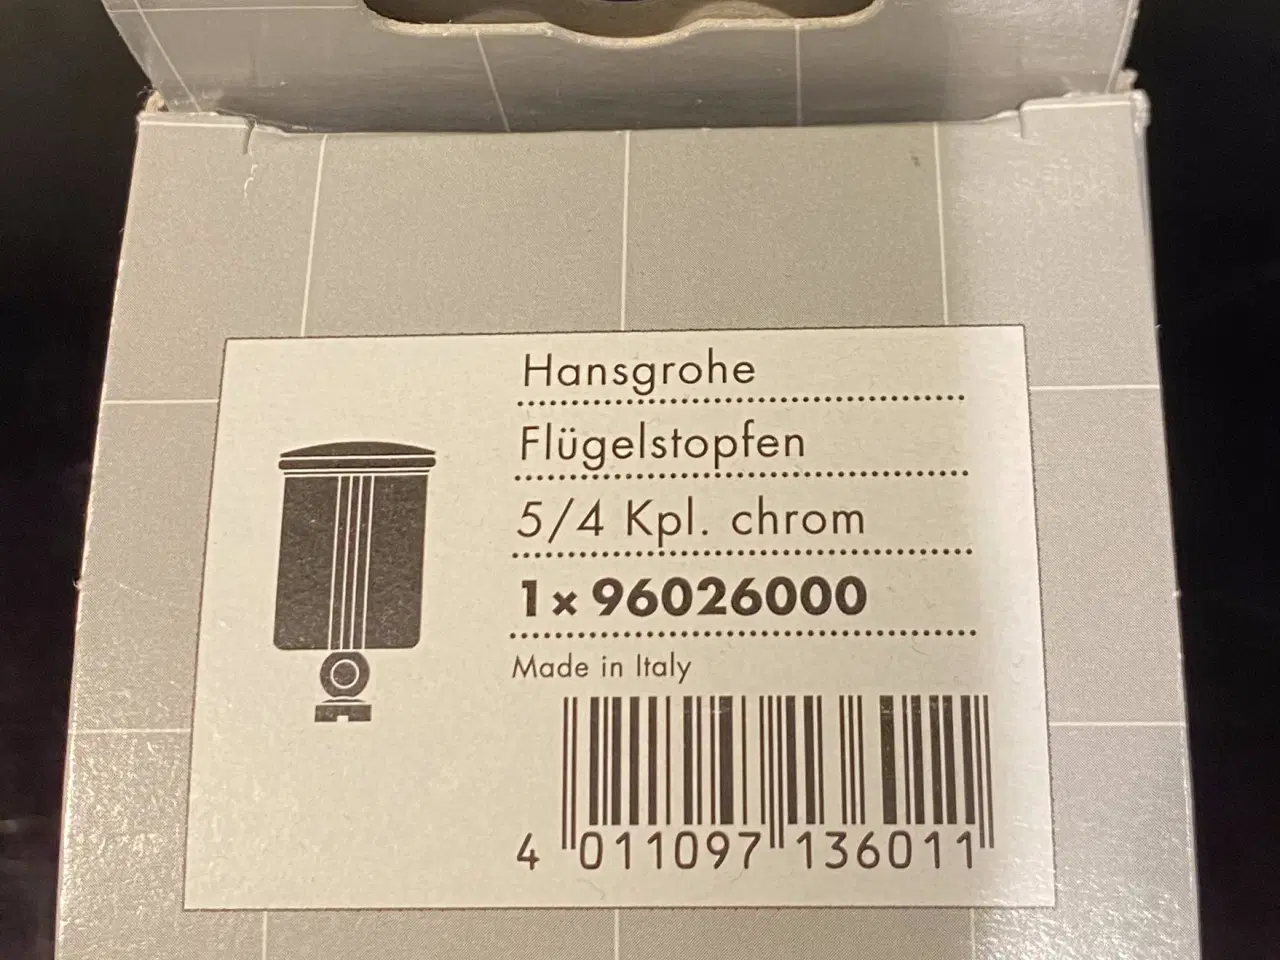 Hansgrohe
Flügelstopfen
5/4 Kpl. chrom
1 x 96026000
Made in Italy
4 011097 136011